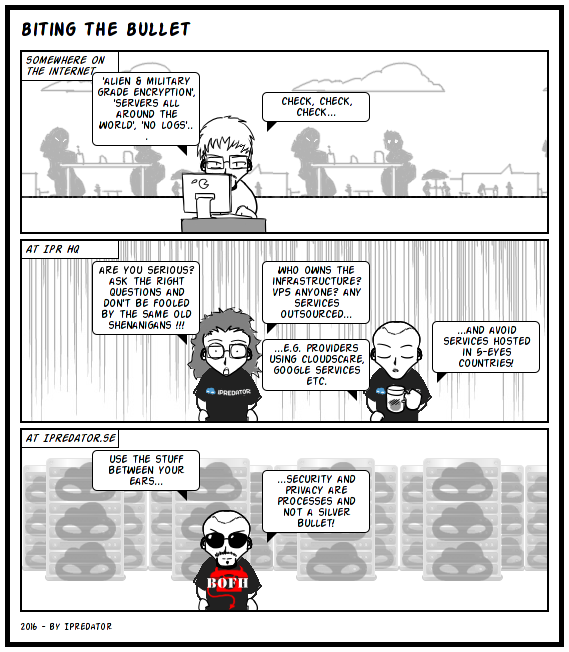 BITING THE BULLET
SOMEWHERE ON
THE INTERNET
'ALIEN & MILITARY
GRADE ENCRYPTION',
'SERVERS ALL
AROUND THE
WORLD', 'NO LOGS'..
.
CHECK, CHECK,
CHECK...
AT IPR HQ
ARE YOU SERIOUS?
ASK THE RIGHT
QUESTIONS AND
DON'T BE FOOLED
BY THE SAME OLD
SHENANIGANS !!!
WHO OWNS THE
INFRASTRUCTURE?
VPS ANYONE? ANY
SERVICES
OUTSOURCED...
...E.G. PROVIDERS
USING CLOUDSCARE,
GOOGLE SERVICES
ETC.
...AND AVOID
SERVICES HOSTED
IN 5-EYES
COUNTRIES!
IPREDATOR
AT IPREDATOR.SE
USE THE STUFF
BETWEEN YOUR
EARS...
...SECURITY AND
PRIVACY ARE
PROCESSES AND
NOT A SILVER
BULLET!
BOFH
2016 - BY IPREDATOR